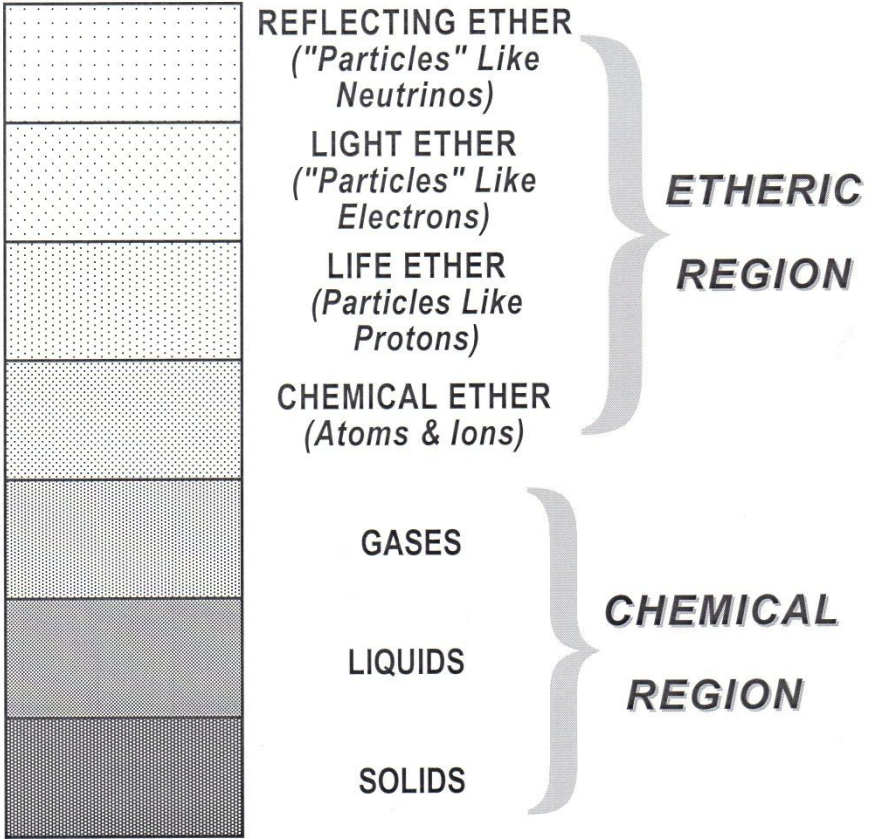 REFLECTING ETHER
("Particles" Like
Neutrinos)
LIGHT ETHER
("Particles" Like
Electrons)
LIFE ETHER
(Particles Like
Protons)
CHEMICAL ETHER
(Atoms & Ions)
ETHERIC
REGION
GASES
LIQUIDS
SOLIDS
CHEMICAL
REGION